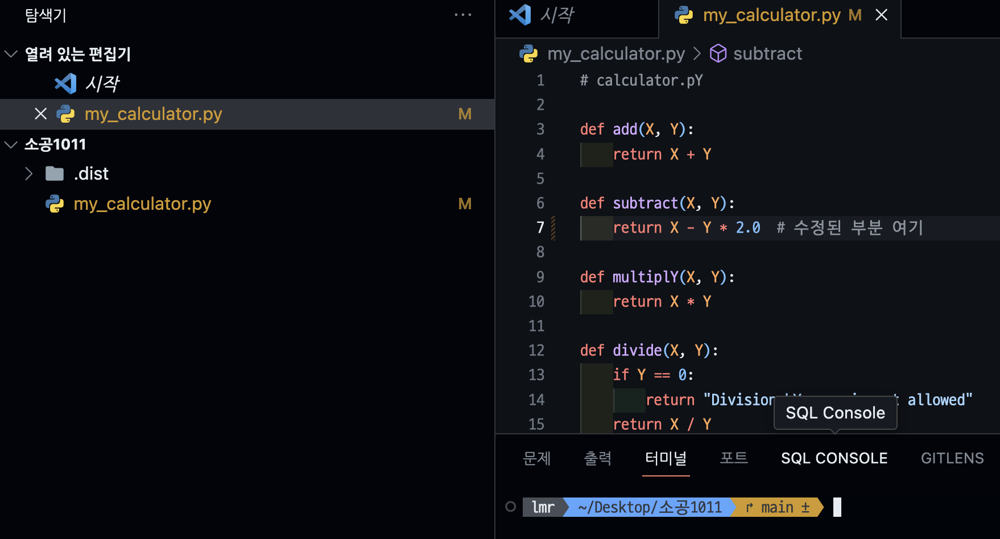 탐색기
열려 있는 편집기
시작
my_calculator.py M
소공1011
.dist
my_calculator.py M
시작
my_calculator.py M
my_calculator.py > subtract
1 # calculator.pY
2
3 def add(X, Y):
4 return X + Y
5
6 def subtract(X, Y):
7 return X - Y * 2.0 # 수정된 부분 여기
8
9 def multiplY(X, Y):
10 return X * Y
11
12 def divide(X, Y):
13 if Y == 0:
14 return "Division allowed"
15 return X / Y
SQL Console
문제 출력 터미널 포트 SQL CONSOLE GITLENS
lmr ~/Desktop/소공1011 main ±